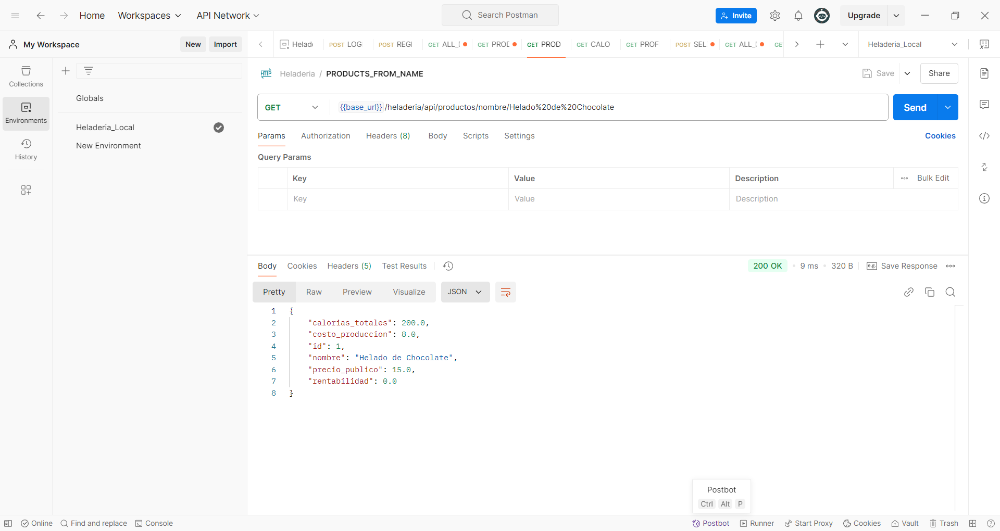 Home Workspaces API Network Search Postman Invite Upgrade
My Workspace New Import
Helade POST LOG POST REGI GET ALL_I GET PROD GET PROD GET CALO GET PROF POST SEL GET ALL_I GET Heladeria_Local
Collections
Environments
History
Globals
Heladeria_Local
New Environment
HTTP Heladeria / PRODUCTS_FROM_NAME Save Share
GET {{base_url}}/heladeria/api/productos/nombre/Helado%20de%20Chocolate Send
Params Authorization Headers (8) Body Scripts Settings Cookies
Query Params
Key Value Description Bulk Edit
Key Value Description
Body Cookies Headers (5) Test Results 200 OK 9 ms 320 B e.g. Save Response
Pretty Raw Preview Visualize JSON
1 {
2 "calorias_totales": 200.0,
3 "costo_produccion": 8.0,
4 "id": 1,
5 "nombre": "Helado de Chocolate",
6 "precio_publico": 15.0,
7 "rentabilidad": 0.0
8 }
Postbot
Ctrl Alt P
Online Find and replace Console Postbot Runner Start Proxy Cookies Vault Trash